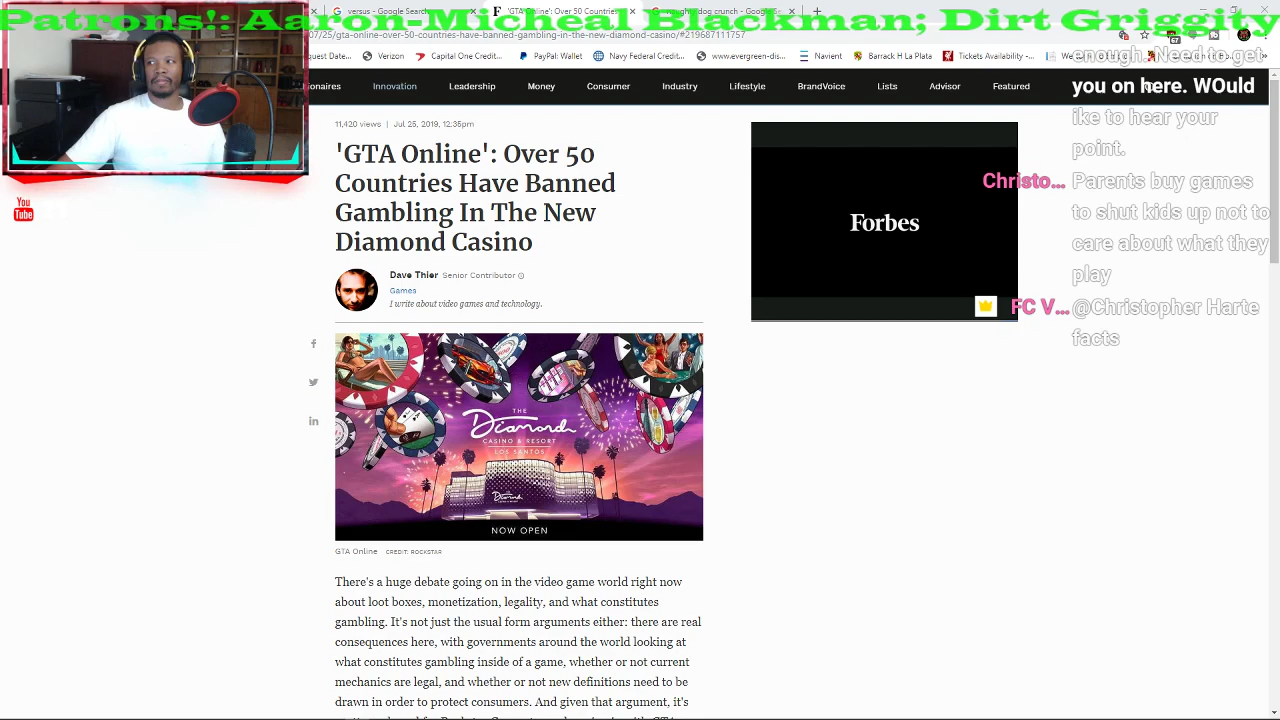 Patrons': Aaron-Micheal Blackman; Dirt Griggity
versus - Google Search
'GTA Online': Over 50 Countries
naughty dog crunch - Google Se
07/25/gta-online-over-50-countries-have-banned-gambling-in-the-new-diamond-casino/#219687111757
67
quest Date... Verizon Capital One Credit... PayPal: Wallet Navy Federal Credit... www.evergreen-dis... Navient Barrack H La Plata Tickets Availability -...
ionaires Innovation Leadership Money Consumer Industry Lifestyle BrandVoice Lists Advisor Featured
11,420 views | Jul 25, 2019, 12:35pm
'GTA Online': Over 50
Countries Have Banned
Gambling In The New
Diamond Casino
Dave Thier Senior Contributor
Games
I write about video games and technology.
Forbes
THE
Diamond
CASINO & RESORT
LOS SANTOS
Diamond
NOW OPEN
GTA Online CREDIT: ROCKSTAR
There's a huge debate going on in the video game world right now
about loot boxes, monetization, legality, and what constitutes
gambling. It's not just the usual form arguments either: there are real
consequences here, with governments around the world looking at
what constitutes gambling inside of a game, whether or not current
mechanics are legal, and whether or not new definitions need to be
drawn in order to protect consumers. And given that argument, it's
enough. Need to get
you on here. WOuld
ike to hear your
point.
Christo... Parents buy games
to shut kids up not to
care about what they
play
FC V... @Christopher Harte
facts
You
Tube